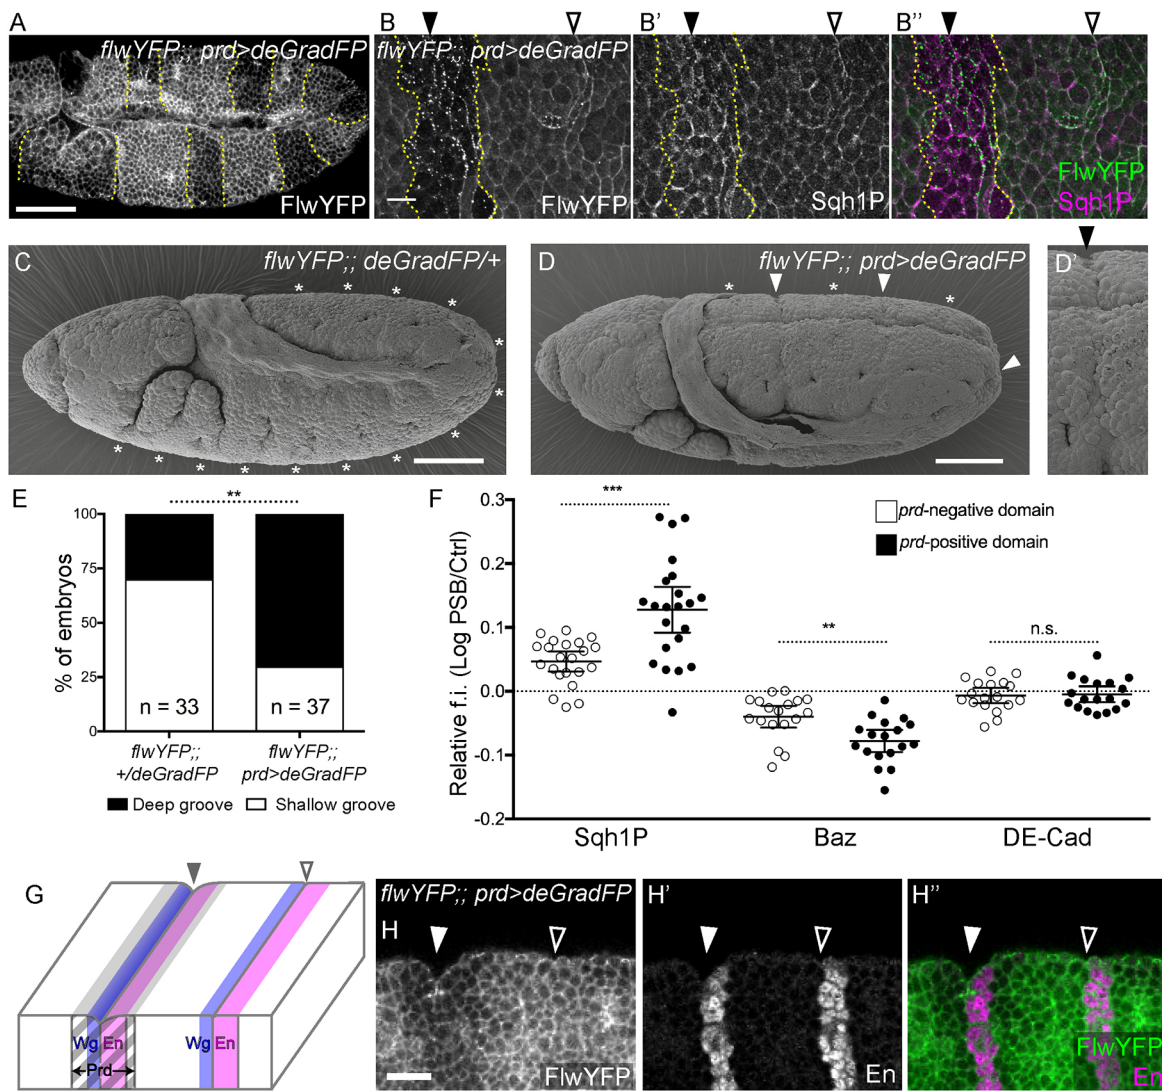 A
flwYFP;; prd>deGradFP
FlwYFP
B
flwYFP;; prd>deGradFP
FlwYFP
B'
Sqh1P
B''
FlwYFP
Sqh1P
C
flwYFP;; deGradFP/+
* * * * * * * * * * * * * * *
D
flwYFP;; prd>deGradFP
* * *
D'
E
**
% of embryos
100
75
50
25
0
n = 33
n = 37
flwYFP;;
+/deGradFP
flwYFP;;
prd>deGradFP
Deep groove
Shallow groove
F
Relative f.i. (Log PSB/Ctrl)
0.3
0.2
0.1
0.0
-0.1
-0.2
***
**
n.s.
prd-negative domain
prd-positive domain
Sqh1P
Baz
DE-Cad
G
Wg En
Prd
Wg En
flwYFP;; prd>deGradFP
H
FlwYFP
H'
En
H''
FlwYFP
En